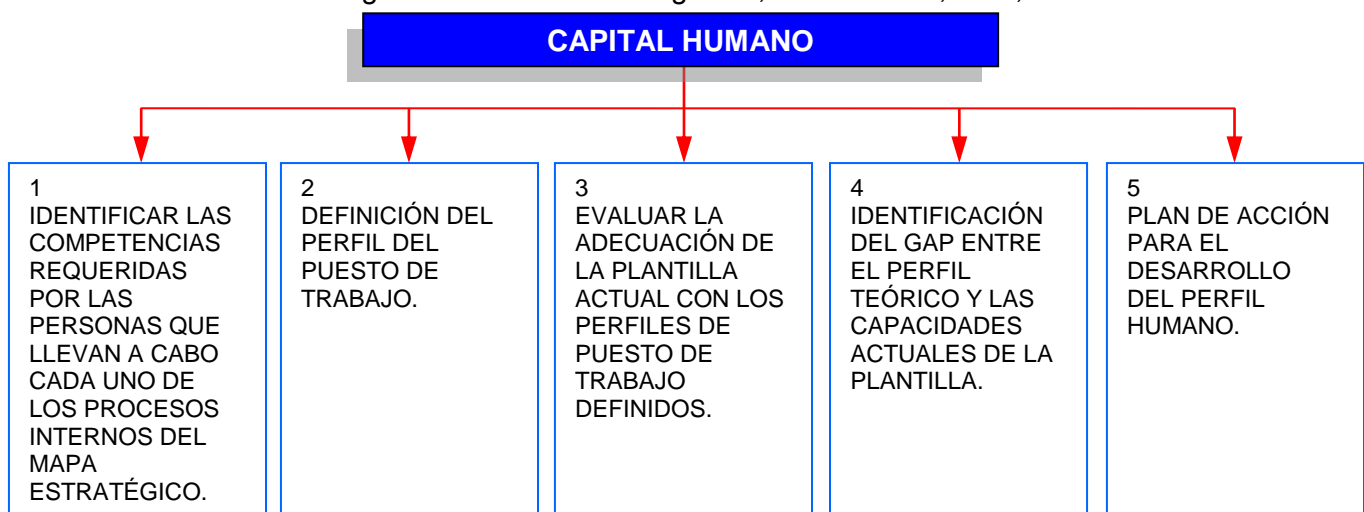 CAPITAL HUMANO
1
IDENTIFICAR LAS
COMPETENCIAS
REQUERIDAS
POR LAS
PERSONAS QUE
LLEVAN A CABO
CADA UNO DE
LOS PROCESOS
INTERNOS DEL
MAPA
ESTRATÉGICO.
2
DEFINICIÓN DEL
PERFIL DEL
PUESTO DE
TRABAJO.
3
EVALUAR LA
ADECUACIÓN DE
LA PLANTILLA
ACTUAL CON LOS
PERFILES DE
PUESTO DE
TRABAJO
DEFINIDOS.
4
IDENTIFICACIÓN
DEL GAP ENTRE
EL PERFIL
TEÓRICO Y LAS
CAPACIDADES
ACTUALES DE LA
PLANTILLA.
5
PLAN DE ACCIÓN
PARA EL
DESARROLLO
DEL PERFIL
HUMANO.